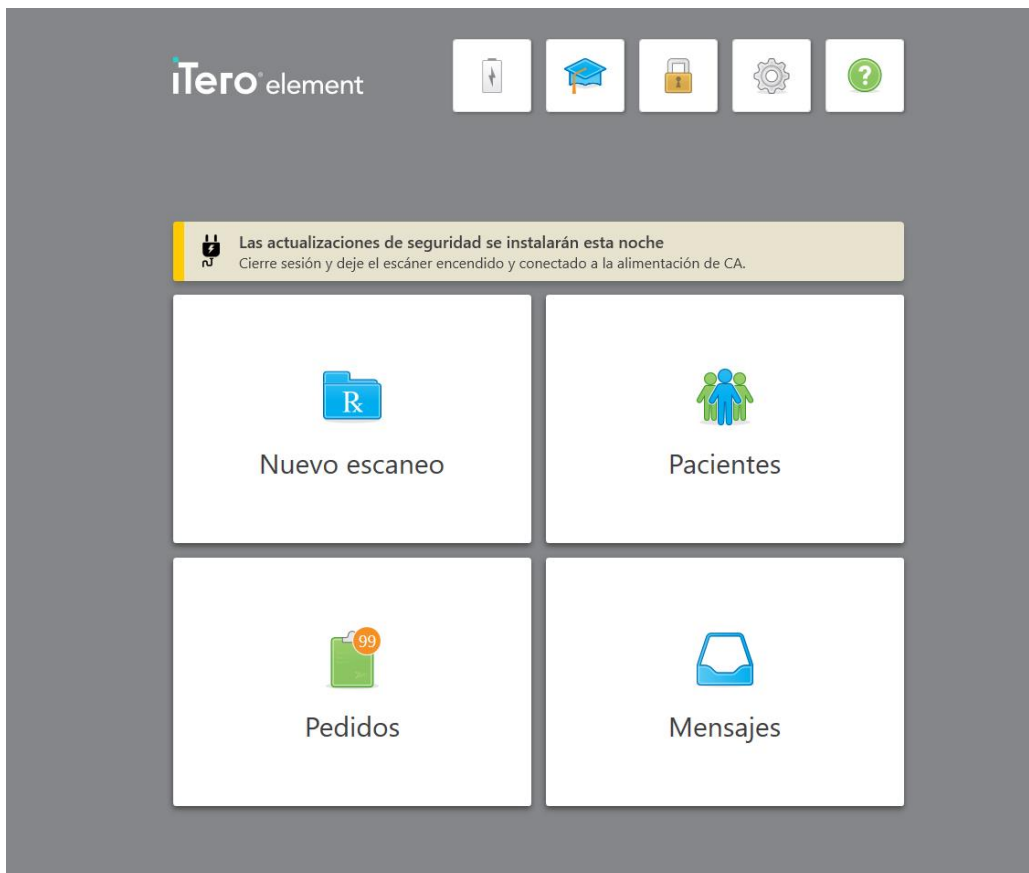 iTero element
?
Las actualizaciones de seguridad se instalarán esta noche
Cierre sesión y deje el escáner encendido y conectado a la alimentación de CA.
Rx
Nuevo escaneo
Pacientes
99
Pedidos
Mensajes